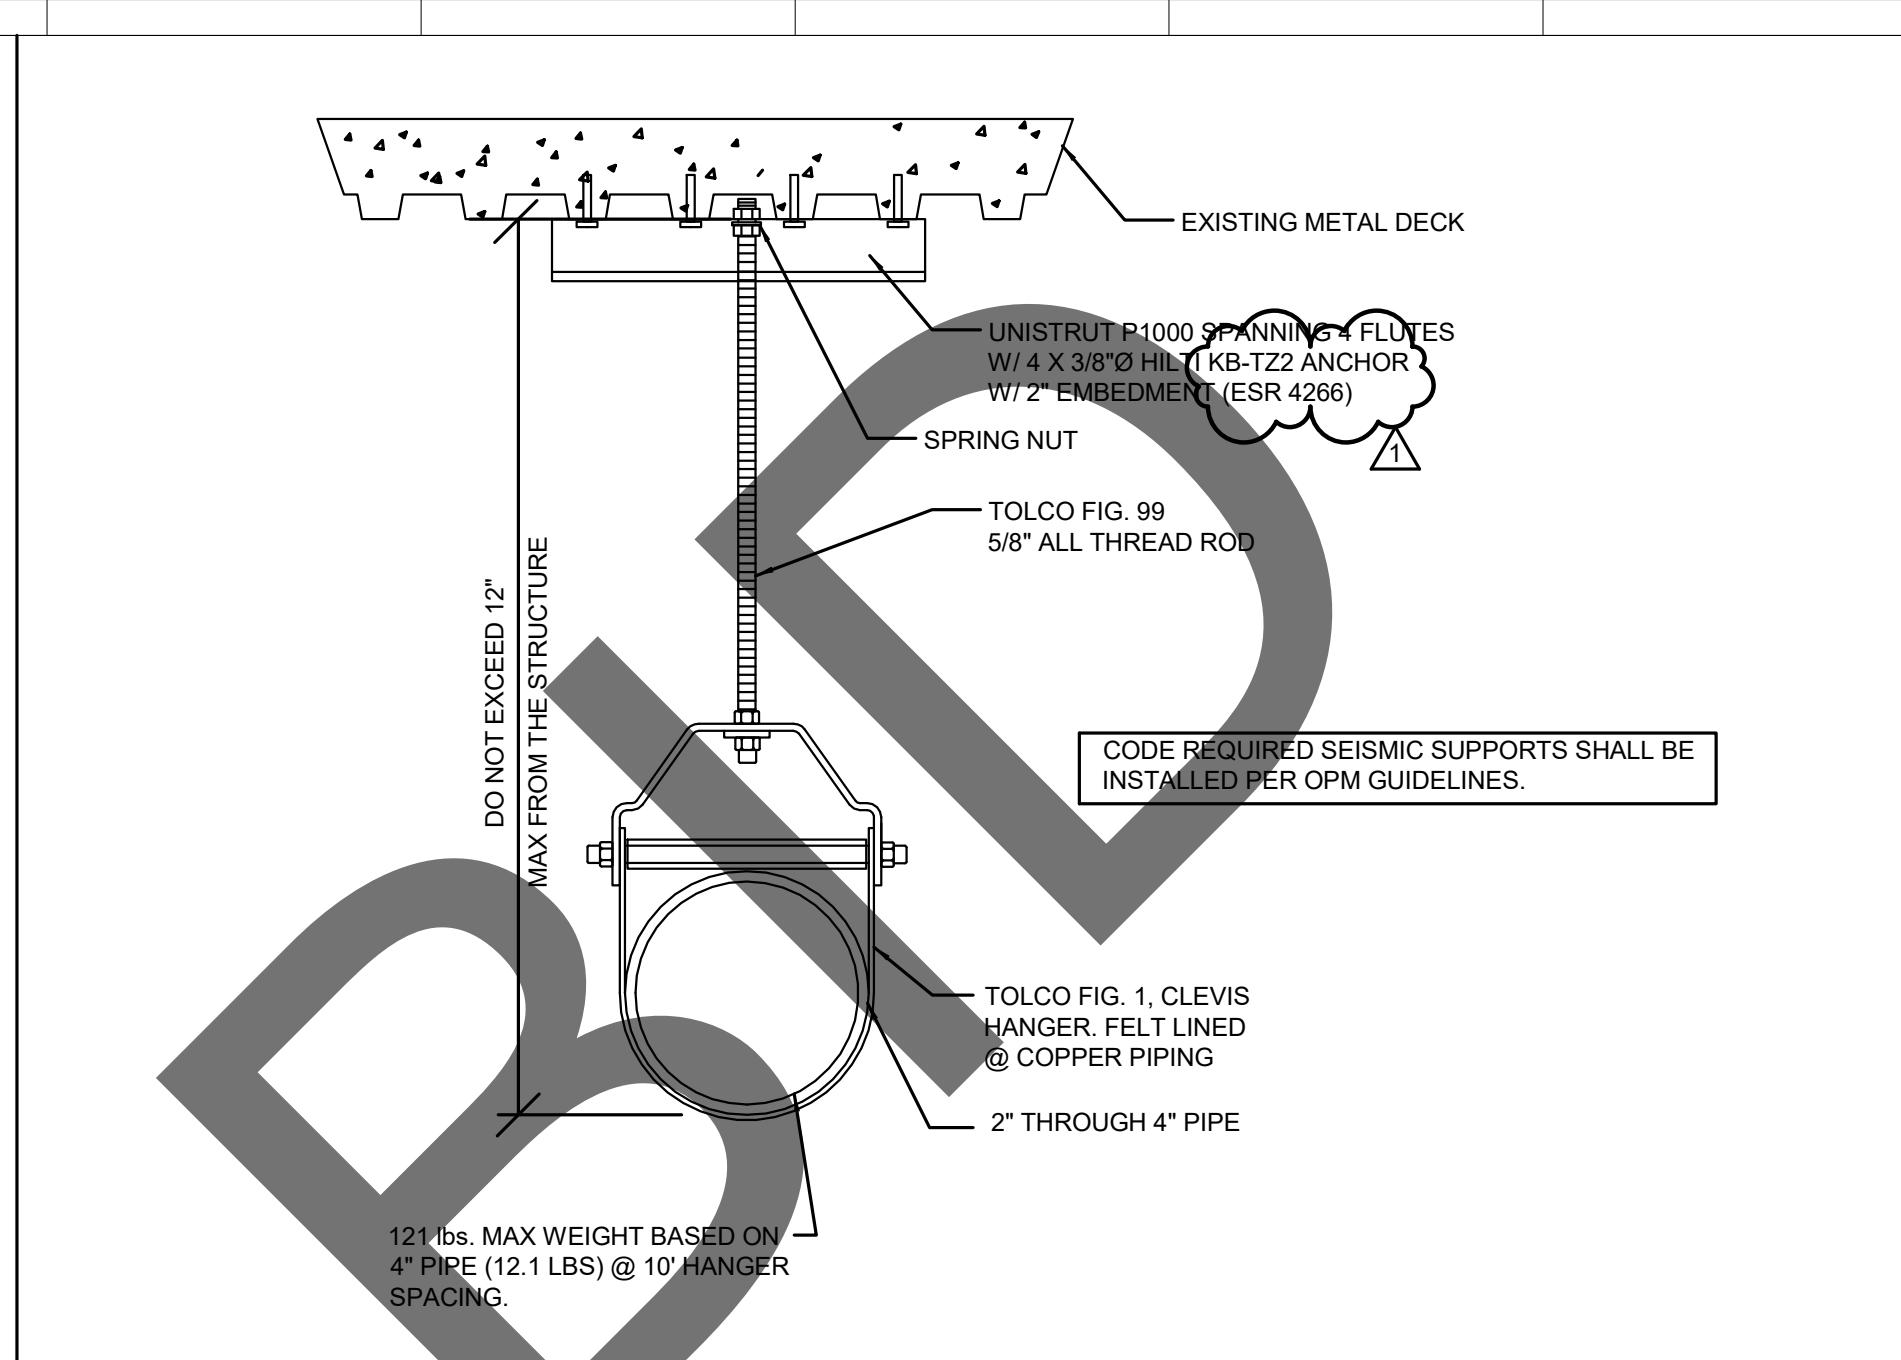 EXISTING METAL DECK
UNISTRUT P1000 SPANNING 4 FLUTES
W/ 4 X 3/8"Ø HILTI KB-TZ2 ANCHOR
W/ 2" EMBEDMENT (ESR 4266)
1
SPRING NUT
TOLCO FIG. 99
5/8" ALL THREAD ROD
DO NOT EXCEED 12"
MAX FROM THE STRUCTURE
CODE REQUIRED SEISMIC SUPPORTS SHALL BE
INSTALLED PER OPM GUIDELINES.
TOLCO FIG. 1, CLEVIS
HANGER. FELT LINED
@ COPPER PIPING
2" THROUGH 4" PIPE
121 lbs. MAX WEIGHT BASED ON
4" PIPE (12.1 LBS) @ 10' HANGER
SPACING.
BID